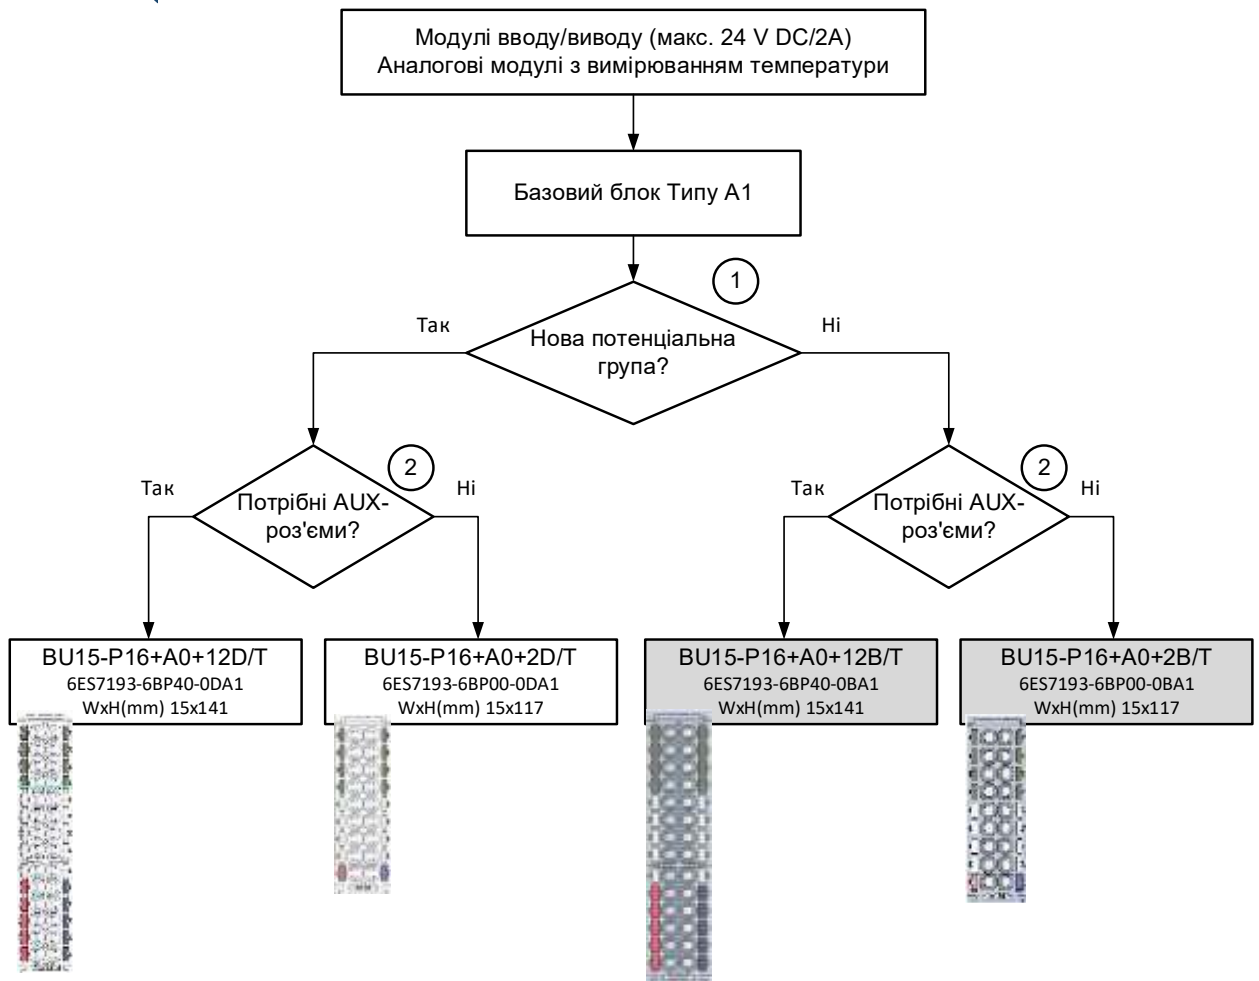 Модулі вводу/виводу (макс. 24 V DC/2A)
Аналогові модулі з вимірюванням температури
Базовий блок Типу A1
1
Нова потенціальна
група?
Так
Ні
2
Потрібні AUX-
роз'єми?
Так
Ні
2
Потрібні AUX-
роз'єми?
Так
Ні
BU15-P16+A0+12D/T
6ES7193-6BP40-0DA1
WxH(mm) 15x141
BU15-P16+A0+2D/T
6ES7193-6BP00-0DA1
WxH(mm) 15x117
BU15-P16+A0+12B/T
6ES7193-6BP40-0BA1
WxH(mm) 15x141
BU15-P16+A0+2B/T
6ES7193-6BP00-0BA1
WxH(mm) 15x117